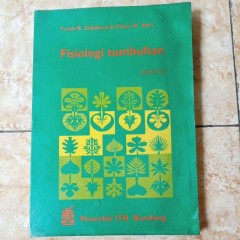 Frank B. Salisbury & Cleon W. Ross
Fisiologi tumbuhan
Penerbit ITB Bandung